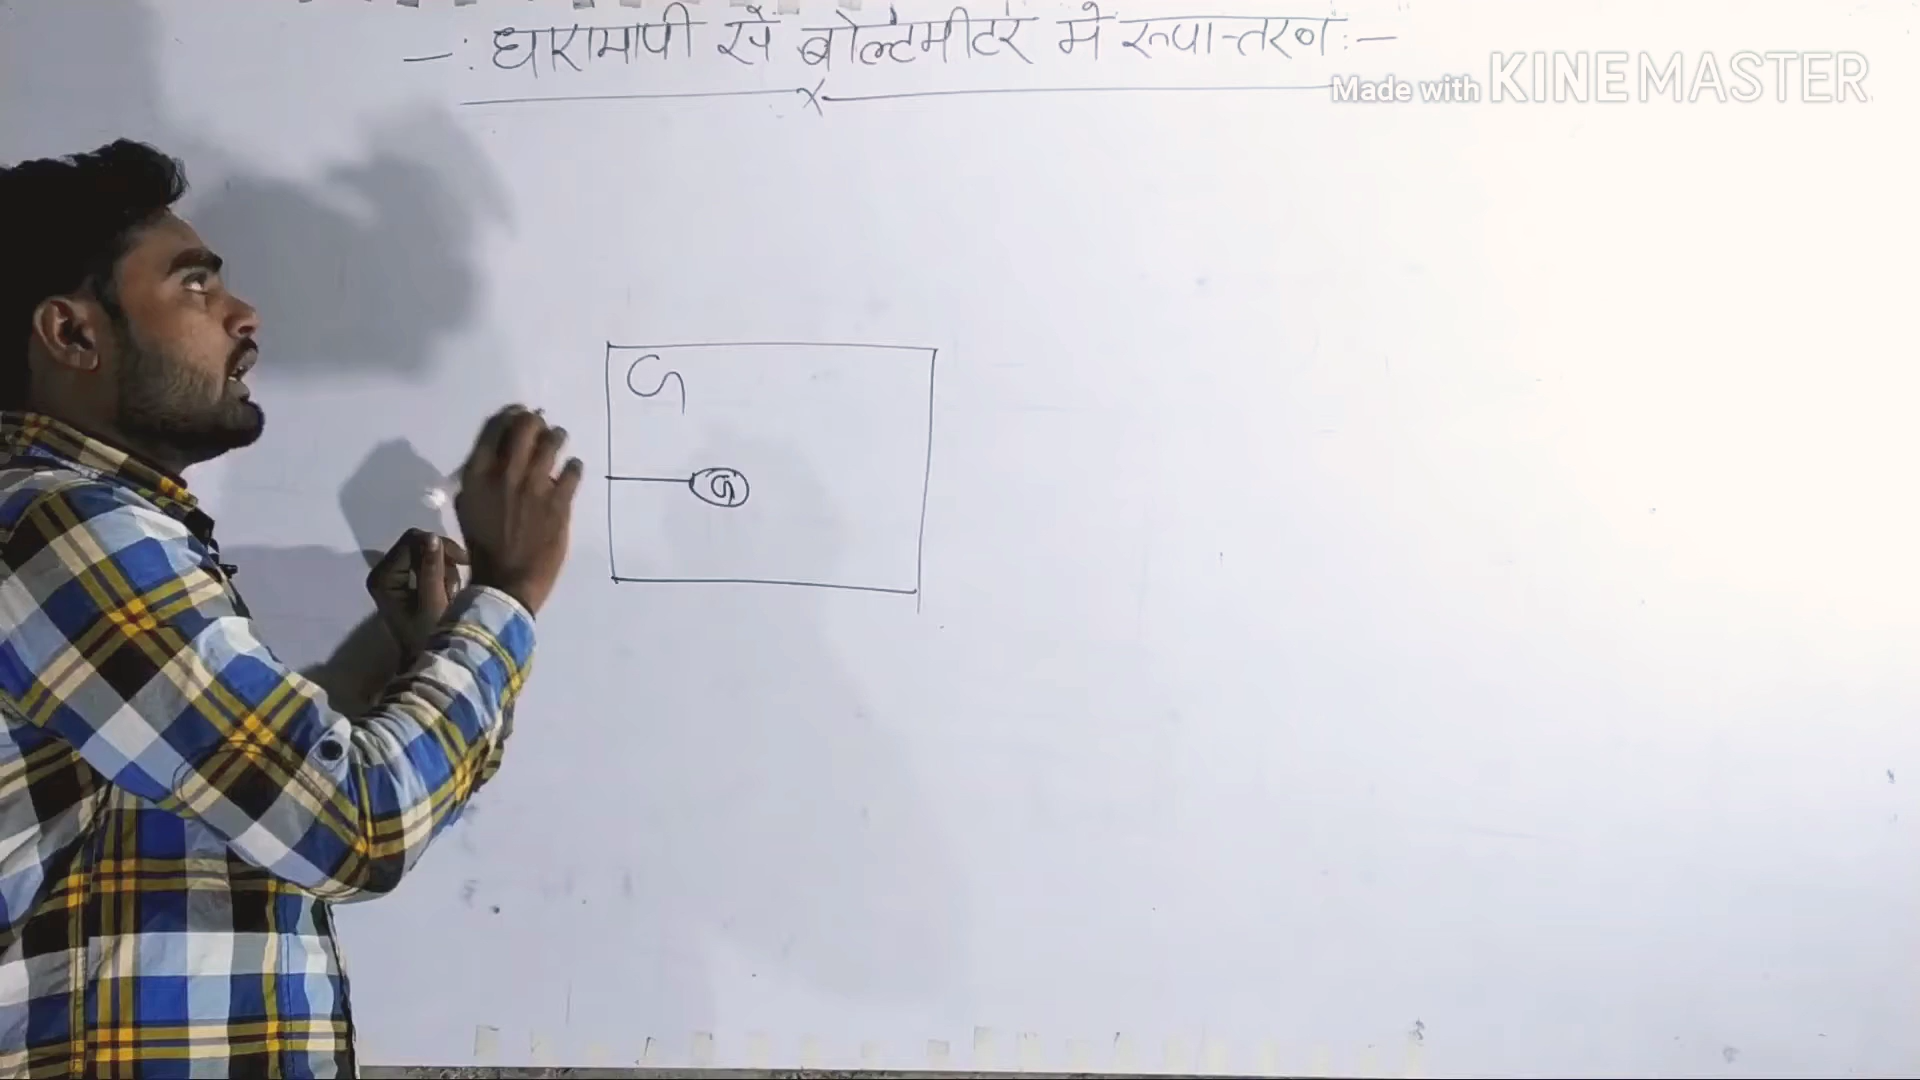 -: धारामापी से बोल्टमीटर में रूपान्तरण :-
Made with KINEMASTER
G
G